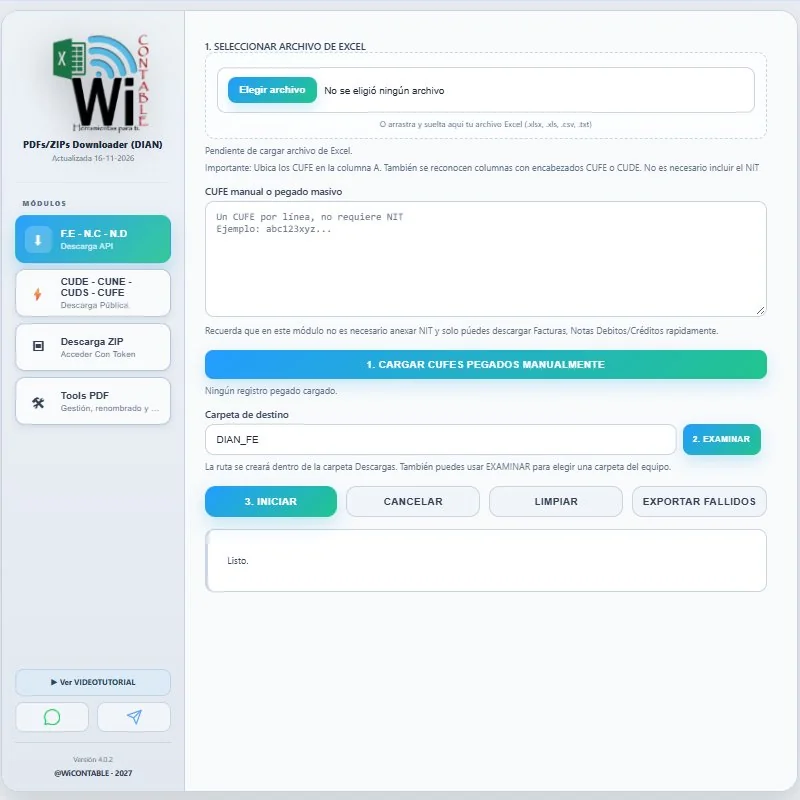 CONTABLE
Wi
Herramientas para ti.
PDFs/ZIPs Downloader (DIAN)
Actualizada 16-11-2026
MÓDULOS
F.E - N.C - N.D
Descarga API
CUDE - CUNE -
CUDS - CUFE
Descarga Pública.
Descarga ZIP
Acceder Con Token
Tools PDF
Gestión, renombrado y ...
▶ Ver VIDEOTUTORIAL
Versión 4.0.2
@WiCONTABLE - 2027
1. SELECCIONAR ARCHIVO DE EXCEL
Elegir archivo No se eligió ningún archivo
O arrastra y suelta aquí tu archivo Excel (.xlsx, .xls, .csv, .txt)
Pendiente de cargar archivo de Excel.
Importante: Ubica los CUFE en la columna A. También se reconocen columnas con encabezados CUFE o CUDE. No es necesario incluir el NIT
CUFE manual o pegado masivo
Un CUFE por línea, no requiere NIT
Ejemplo: abc123xyz...
Recuerda que en este módulo no es necesario anexar NIT y solo púedes descargar Facturas, Notas Debitos/Créditos rapidamente.
1. CARGAR CUFES PEGADOS MANUALMENTE
Ningún registro pegado cargado.
Carpeta de destino
DIAN_FE
2. EXAMINAR
La ruta se creará dentro de la carpeta Descargas. También puedes usar EXAMINAR para elegir una carpeta del equipo.
3. INICIAR
CANCELAR
LIMPIAR
EXPORTAR FALLIDOS
Listo.